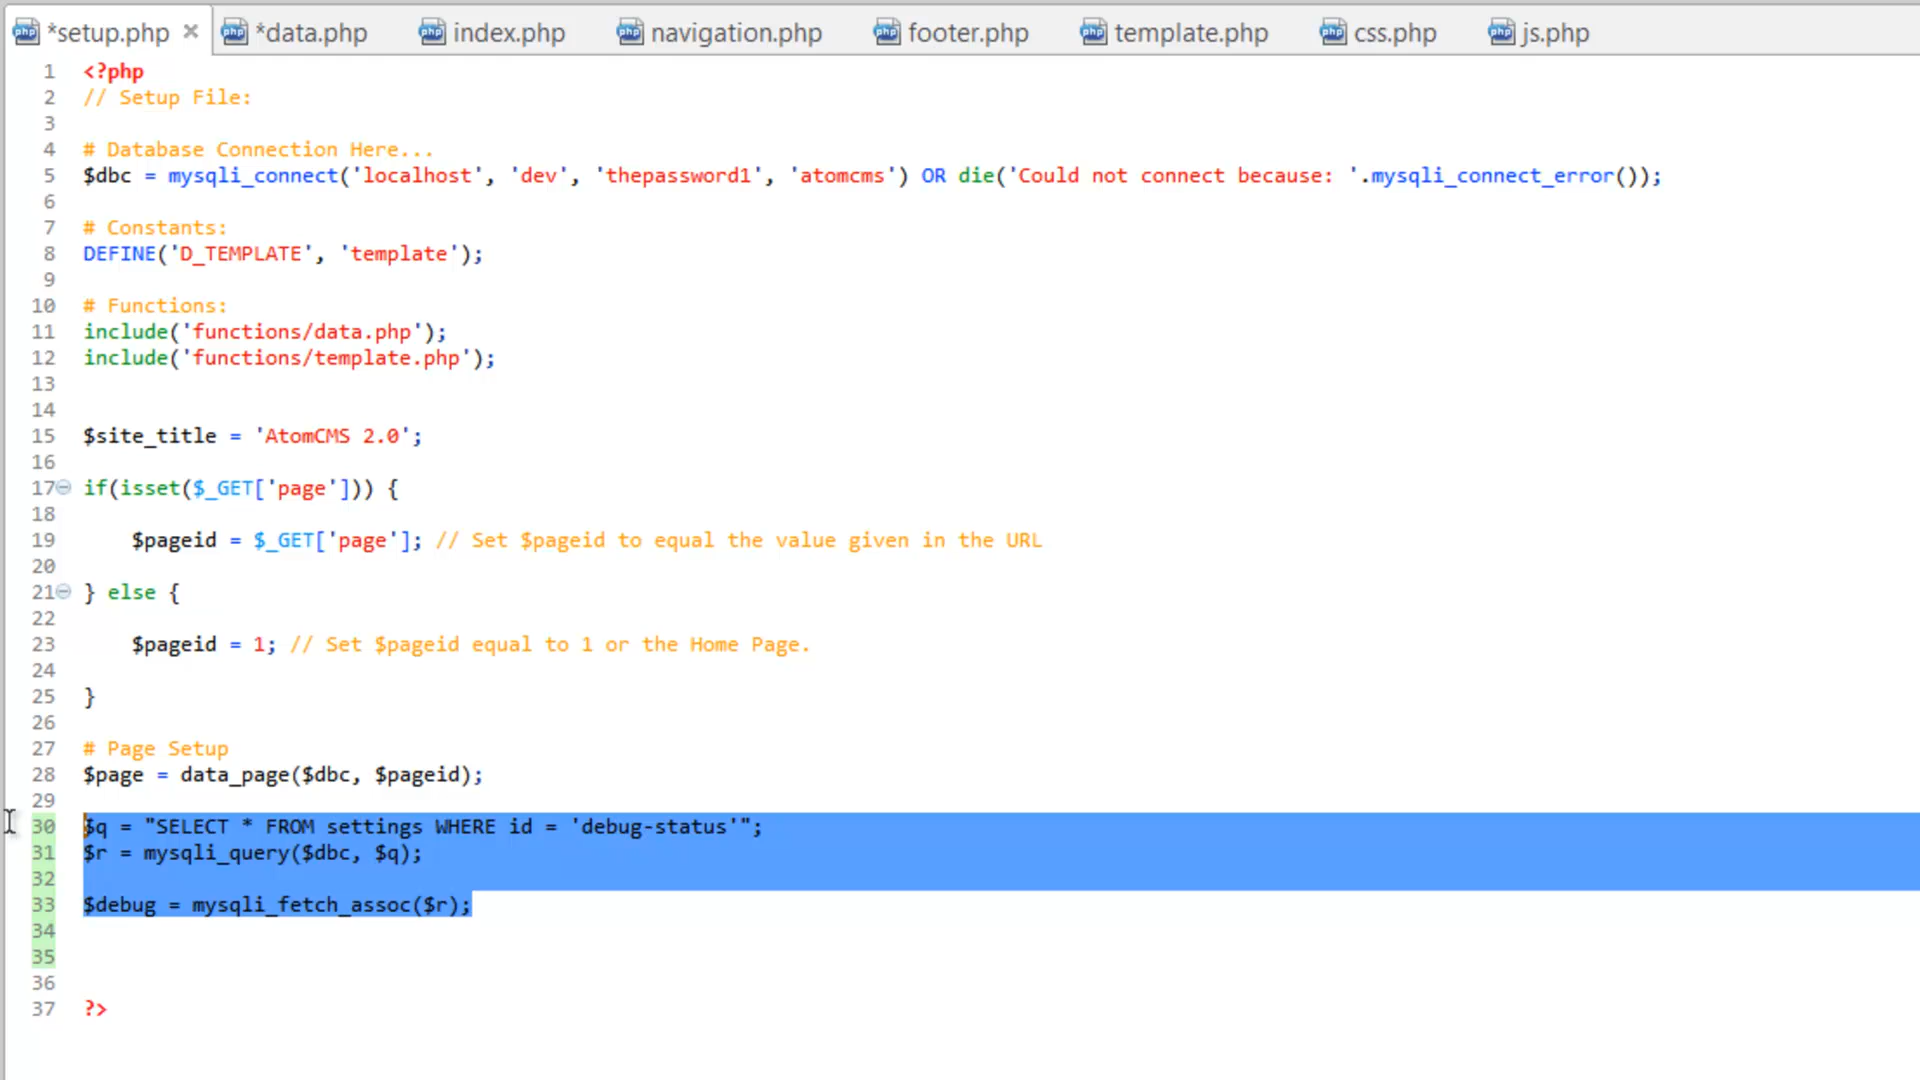 *setup.php *data.php index.php navigation.php footer.php template.php css.php js.php
1 <?php
2 // Setup File:
3
4 # Database Connection Here...
5 $dbc = mysqli_connect('localhost', 'dev', 'thepassword1', 'atomcms') OR die('Could not connect because: '.mysqli_connect_error());
6
7 # Constants:
8 DEFINE('D_TEMPLATE', 'template');
9
10 # Functions:
11 include('functions/data.php');
12 include('functions/template.php');
13
14
15 $site_title = 'AtomCMS 2.0';
16
17 if(isset($_GET['page'])) {
18
19 $pageid = $_GET['page']; // Set $pageid to equal the value given in the URL
20
21 } else {
22
23 $pageid = 1; // Set $pageid equal to 1 or the Home Page.
24
25 }
26
27 # Page Setup
28 $page = data_page($dbc, $pageid);
29
30 $q = "SELECT * FROM settings WHERE id = 'debug-status'";
31 $r = mysqli_query($dbc, $q);
32
33 $debug = mysqli_fetch_assoc($r);
34
35
36
37 ?>